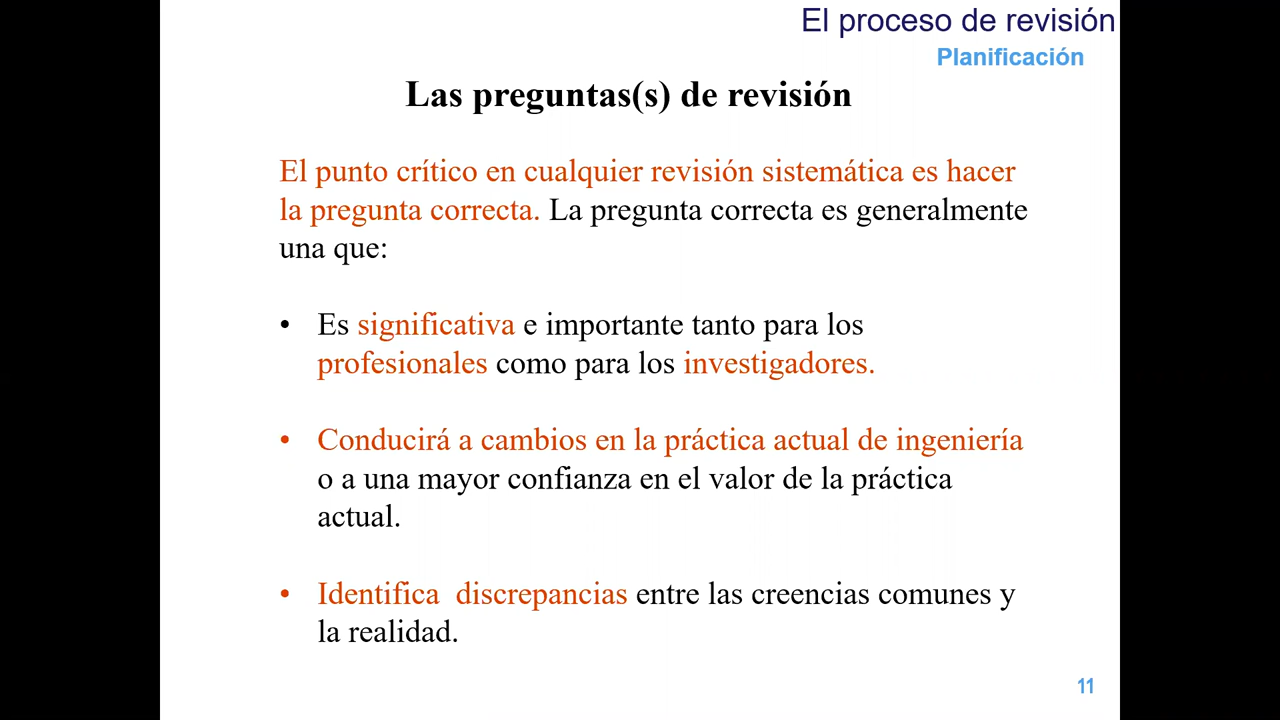 El proceso de revisión
Planificación
Las preguntas(s) de revisión
El punto crítico en cualquier revisión sistemática es hacer
la pregunta correcta. La pregunta correcta es generalmente
una que:
• Es significativa e importante tanto para los
profesionales como para los investigadores.
• Conducirá a cambios en la práctica actual de ingeniería
o a una mayor confianza en el valor de la práctica
actual.
• Identifica  discrepancias entre las creencias comunes y
la realidad.
11